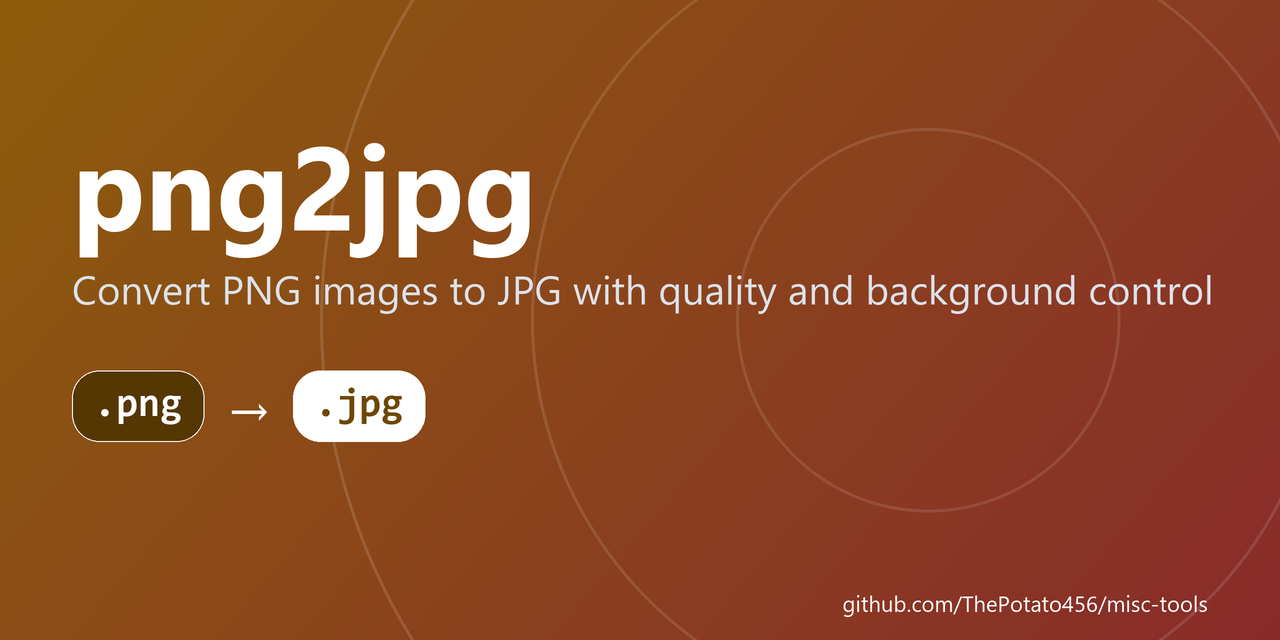 png2jpg
Convert PNG images to JPG with quality and background control
.png → .jpg
github.com/ThePotato456/misc-tools